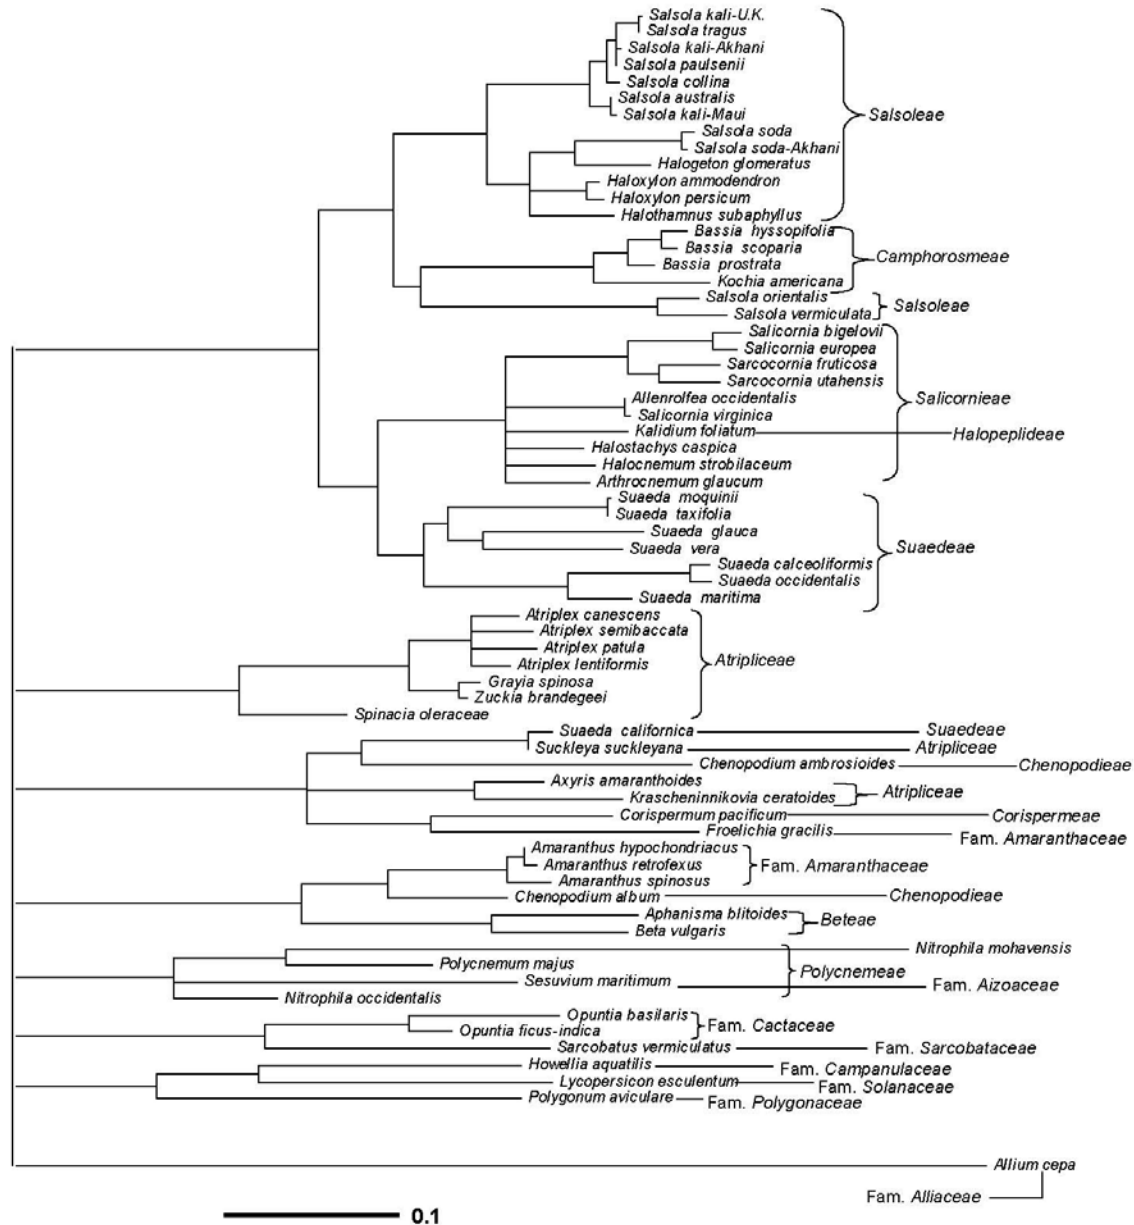 Salsola kali-U.K.
Salsola tragus
Salsola kali-Akhani
Salsola paulsenii
Salsola collina
Salsola australis
Salsola kali-Maui
Salsoleae
Salsola soda
Salsola soda-Akhani
Halogeton glomeratus
Haloxylon ammodendron
Haloxylon persicum
Halothamnus subaphyllus
Bassia hyssopifolia
Bassia scoparia
Camphorosmeae
Bassia prostrata
Kochia americana
Salsola orientalis
Salsoleae
Salsola vermiculata
Salicornia bigelovii
Salicornia europea
Sarcocornia fruticosa
Sarcocornia utahensis
Allenrolfea occidentalis
Salicornieae
Salicornia virginica
Kalidium foliatum
Halopeplideae
Halostachys caspica
Halocnemum strobilaceum
Arthrocnemum glaucum
Suaeda moquinii
Suaeda taxifolia
Suaeda glauca
Suaeda vera
Suaedeae
Suaeda calceoliformis
Suaeda occidentalis
Suaeda maritima
Atriplex canescens
Atriplex semibaccata
Atriplex patula
Atripliceae
Atriplex lentiformis
Grayia spinosa
Zuckia brandegeei
Spinacia oleraceae
Suaeda californica
Suaedeae
Suckleya suckleyana
Atripliceae
Chenopodium ambrosioides
Chenopodieae
Axyris amaranthoides
Atripliceae
Krascheninnikovia ceratoides
Corispermum pacificum
Corispermeae
Froelichia gracilis
Fam. Amaranthaceae
Amaranthus hypochondriacus
Amaranthus retrofexus
Fam. Amaranthaceae
Amaranthus spinosus
Chenopodium album
Chenopodieae
Aphanisma blitoides
Beteae
Beta vulgaris
Nitrophila mohavensis
Polycnemum majus
Polycnemeae
Sesuvium maritimum
Fam. Aizoaceae
Nitrophila occidentalis
Opuntia basilaris
Fam. Cactaceae
Opuntia ficus-indica
Sarcobatus vermiculatus
Fam. Sarcobataceae
Howellia aquatilis
Fam. Campanulaceae
Lycopersicon esculentum
Fam. Solanaceae
Polygonum aviculare
Fam. Polygonaceae
Allium cepa
Fam. Alliaceae
0.1